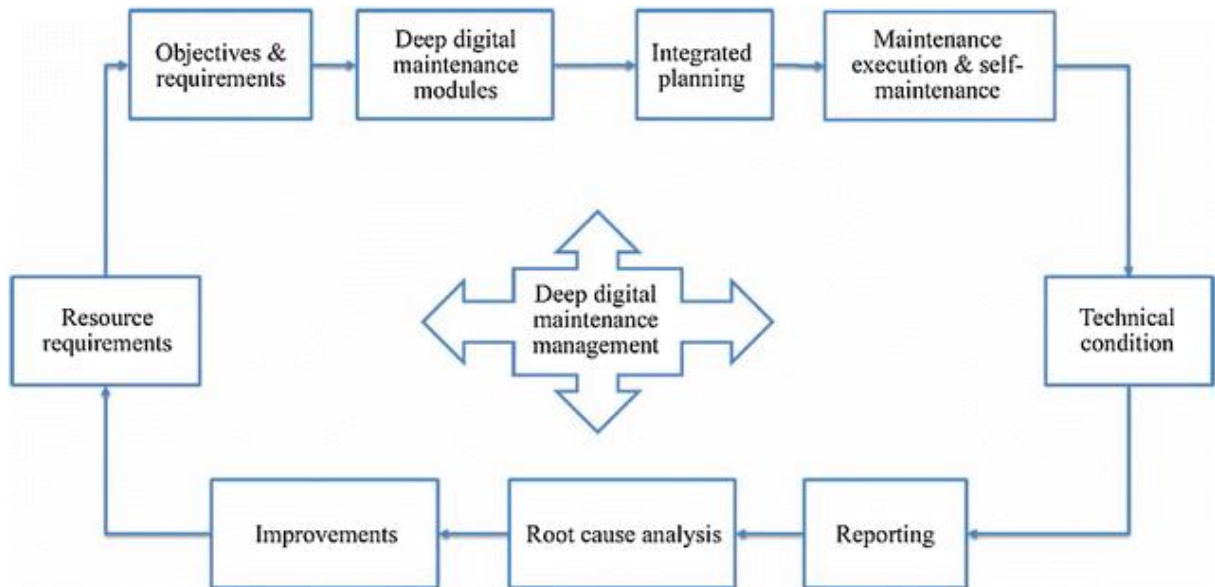 Objectives &
requirements
Deep digital
maintenance
modules
Integrated
planning
Maintenance
execution & self-
maintenance
Resource
requirements
Deep digital
maintenance
management
Technical
condition
Improvements
Root cause analysis
Reporting